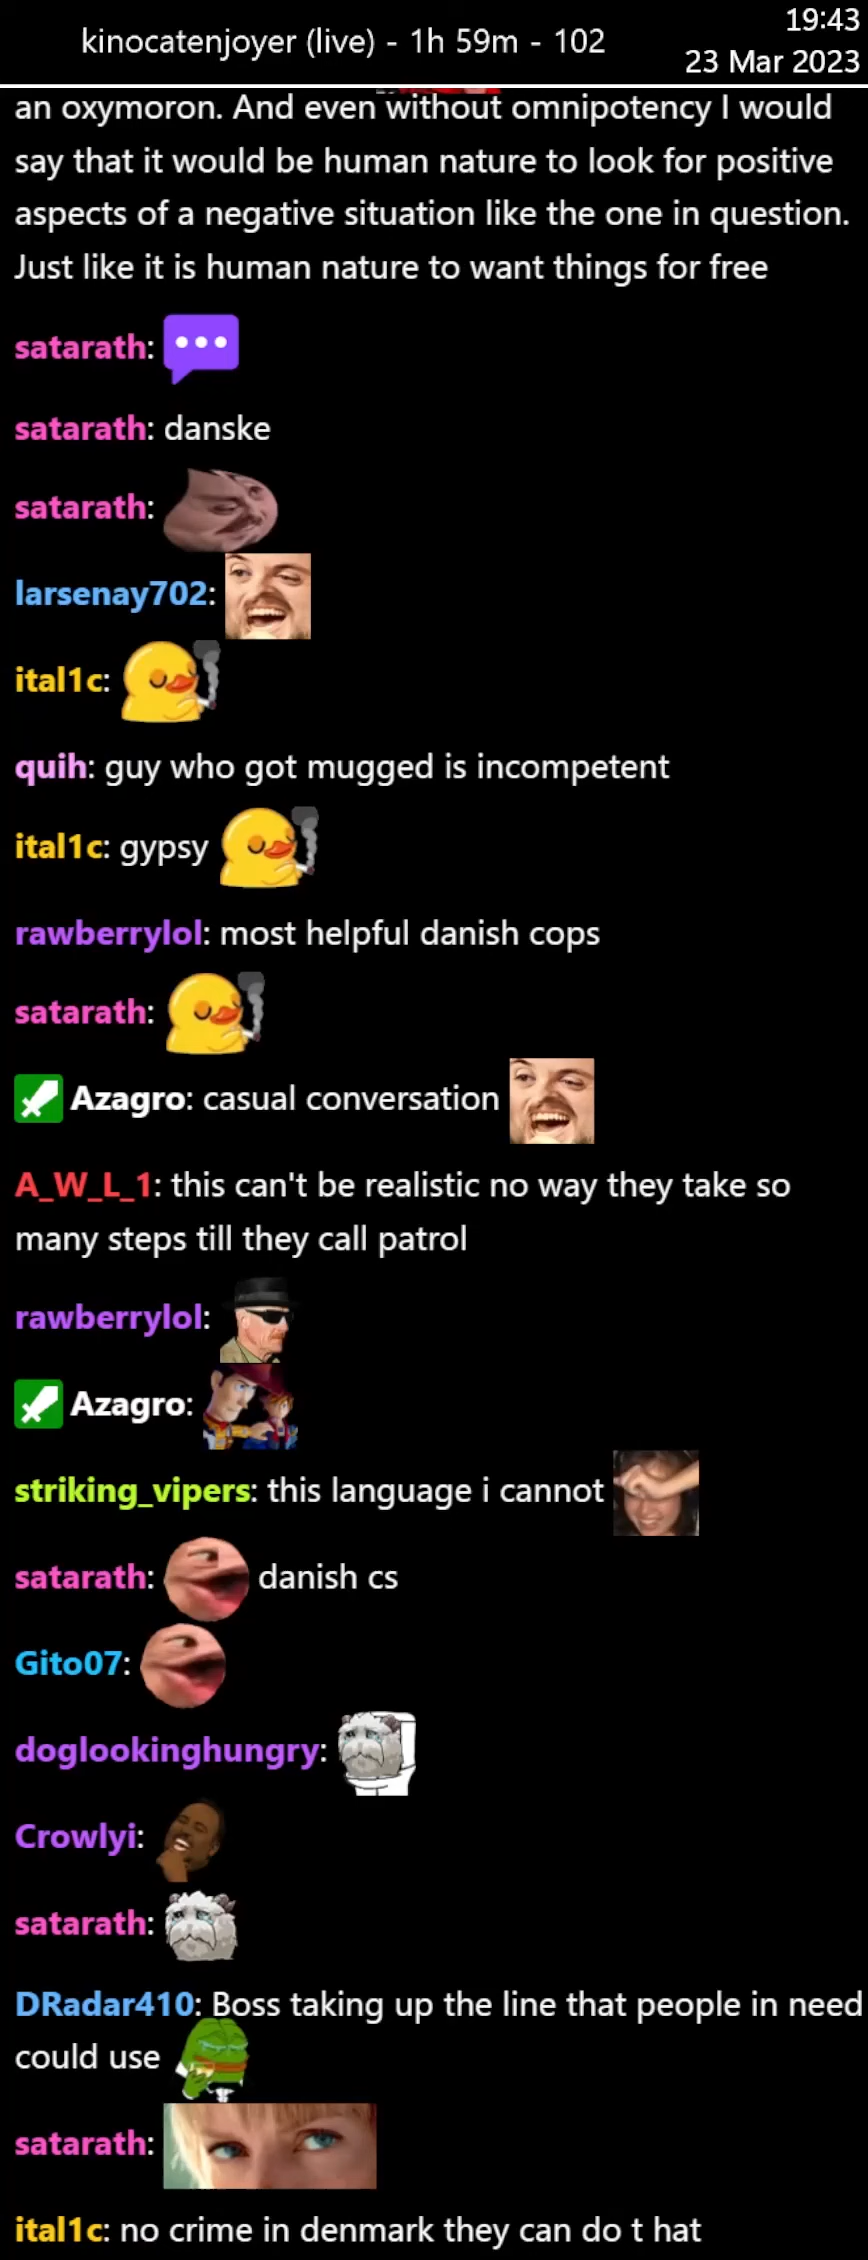 kinocatenjoyer (live) - 1h 59m - 102
19:43
23 Mar 2023
an oxymoron. And even without omnipotency I would
say that it would be human nature to look for positive
aspects of a negative situation like the one in question.
Just like it is human nature to want things for free
satarath:
satarath: danske
satarath:
larsenay702:
ital1c:
quih: guy who got mugged is incompetent
ital1c: gypsy
rawberrylol: most helpful danish cops
satarath:
Azagro: casual conversation
A_W_L_1: this can't be realistic no way they take so
many steps till they call patrol
rawberrylol:
Azagro:
striking_vipers: this language i cannot
satarath: danish cs
Gito07:
doglookinghungry:
Crowlyi:
satarath:
DRadar410: Boss taking up the line that people in need
could use
satarath:
ital1c: no crime in denmark they can do t hat